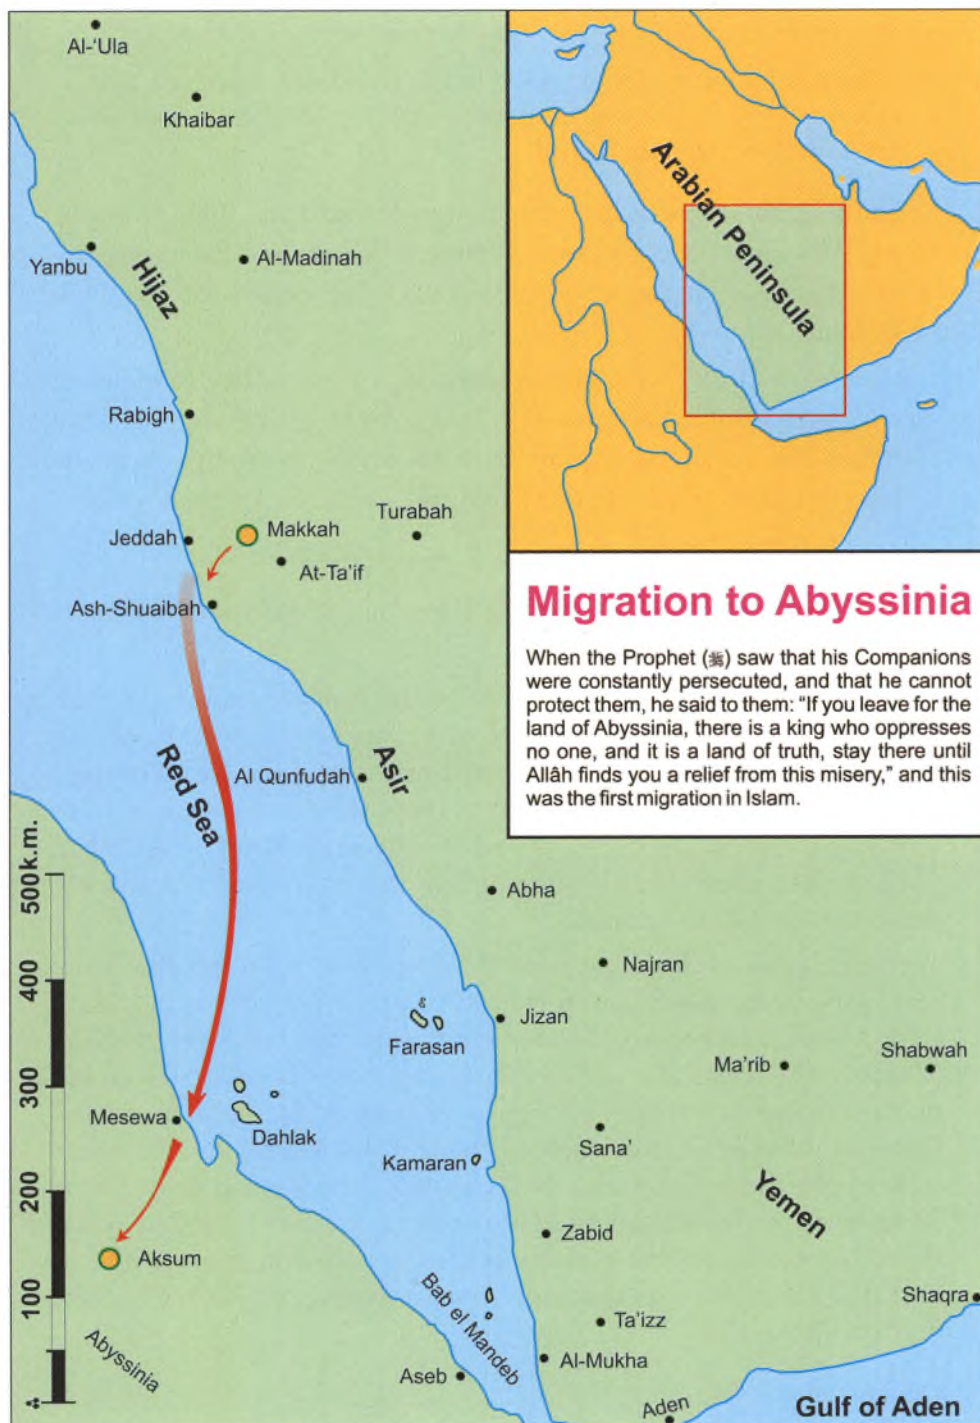 Al-‘Ula
Khaibar
Yanbu
Hijaz
Al-Madinah
Rabigh
Jeddah
Makkah
Turabah
At-Ta’if
Ash-Shuaibah
Red Sea
Al Qunfudah
Asir
Arabian Peninsula
Migration to Abyssinia
When the Prophet (ﷺ) saw that his Companions
were constantly persecuted, and that he cannot
protect them, he said to them: “If you leave for the
land of Abyssinia, there is a king who oppresses
no one, and it is a land of truth, stay there until
Allâh finds you a relief from this misery,” and this
was the first migration in Islam.
500k.m.
400
300
200
100
Abha
Najran
Jizan
Farasan
Ma’rib
Shabwah
Mesewa
Dahlak
Sana’
Kamaran
Yemen
Zabid
Aksum
Bab el Mandeb
Shaqra
Ta’izz
Abyssinia
Al-Mukha
Aseb
Aden
Gulf of Aden